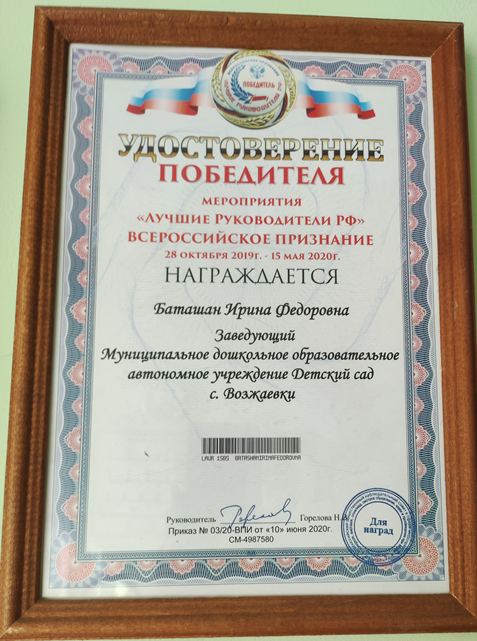 ПОБЕДИТЕЛЬ
УДОСТОВЕРЕНИЕ
ПОБЕДИТЕЛЯ
МЕРОПРИЯТИЯ
«ЛУЧШИЕ РУКОВОДИТЕЛИ РФ»
ВСЕРОССИЙСКОЕ ПРИЗНАНИЕ
28 ОКТЯБРЯ 2019Г. - 15 МАЯ 2020Г.
НАГРАЖДАЕТСЯ
Баташан Ирина Федоровна
Заведующий
Муниципальное дошкольное образовательное
автономное учреждение Детский сад
с. Возжаевки
LAUR 1505 BATASHANIRINAFEDOROVNA
Руководитель Горелова Н.
Для
наград
Приказ № 03/20-ВПИ от «10» июня 2020г.
СМ-4987580